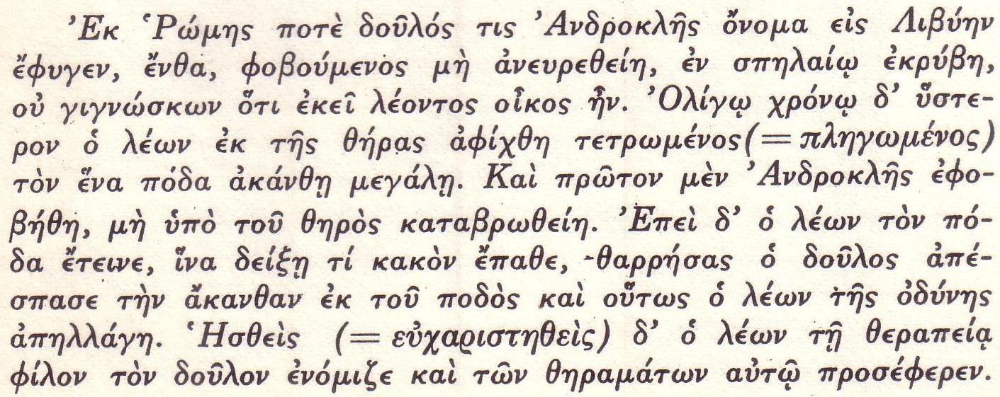 Ἐκ Ῥώμης ποτὲ δοῦλός τις Ἀνδροκλῆς ὄνομα εἰς Λιβύην
ἔφυγεν, ἔνθα, φοβούμενος μὴ ἀνευρεθείη, ἐν σπηλαίῳ ἐκρύβη,
οὐ γιγνώσκων ὅτι ἐκεῖ λέοντος οἶκος ἦν. Ὀλίγῳ χρόνῳ δ’ ὕστε-
ρον ὁ λέων ἐκ τῆς θήρας ἀφίχθη τετρωμένος (= πληγωμένος)
τὸν ἕνα πόδα ἀκάνθῃ μεγάλῃ. Καὶ πρῶτον μὲν Ἀνδροκλῆς ἐφο-
βήθη, μὴ ὑπὸ τοῦ θηρὸς καταβρωθείη. Ἐπεὶ δ’ ὁ λέων τὸν πό-
δα ἔτεινε, ἵνα δείξῃ τί κακὸν ἔπαθε, -θαρρήσας ὁ δοῦλος ἀπέ-
σπασε τὴν ἄκανθαν ἐκ τοῦ ποδὸς καὶ οὕτως ὁ λέων τῆς ὀδύνης
ἀπηλλάγη. Ἡσθεὶς (= εὐχαριστηθεὶς) δ’ ὁ λέων τῇ θεραπείᾳ
φίλον τὸν δοῦλον ἐνόμιζε καὶ τῶν θηραμάτων αὐτῷ προσέφερεν.